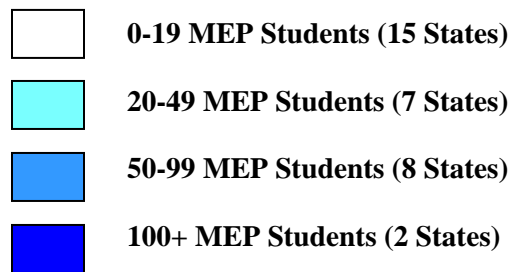 0-19 MEP Students (15 States)
20-49 MEP Students (7 States)
50-99 MEP Students (8 States)
100+ MEP Students (2 States)